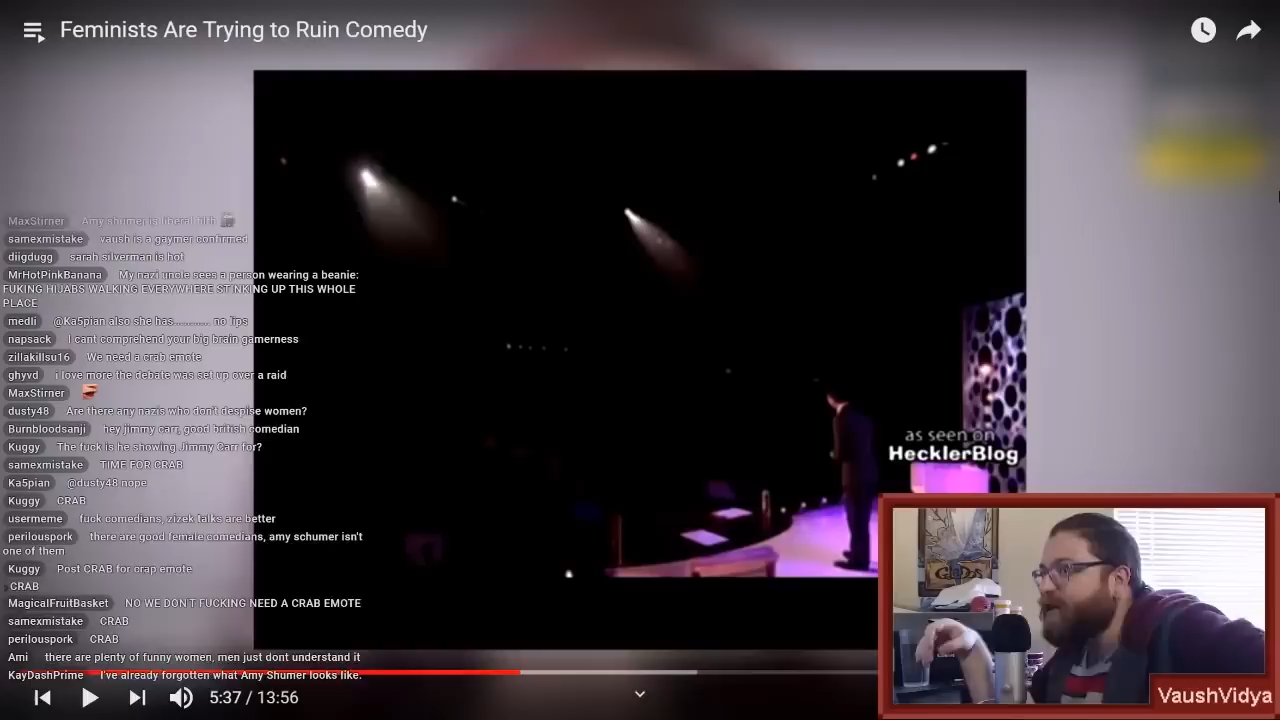 Feminists Are Trying to Ruin Comedy
MaxStirner Amy shumer is liberal filth
samexmistake vaush is a gaymer confirmed
diigdugg sarah silverman is hot
MrHotPinkBanana My nazi uncle sees a person wearing a beanie:
FUKING HIJABS WALKING EVERYWHERE STINKING UP THIS WHOLE
PLACE
medli @Ka5pian also she has............ no lips
napsack I cant comprehend your big brain gamerness
zillakillsu16 We need a crab emote
ghyvd i love more the debate was set up over a raid
MaxStirner
dusty48 Are there any nazis who don't despise women?
Burnbloodsanji hey jimmy carr, good british comedian
Kuggy The fuck is he showing Jimmy Carr for?
samexmistake TIME FOR CRAB
Ka5pian @dusty48 nope
Kuggy CRAB
usermeme fuck comedians, zizek talks are better
perilouspork there are good female comedians, amy schumer isn't
one of them
Kuggy Post CRAB for crap emote
CRAB
MagicalFruitBasket NO WE DONT FUCKING NEED A CRAB EMOTE
samexmistake CRAB
perilouspork CRAB
Ami there are plenty of funny women, men just dont understand it
KayDashPrime I've already forgotten what Amy Shumer looks like.
as seen on
HecklerBlog
5:37 / 13:56
VaushVidya